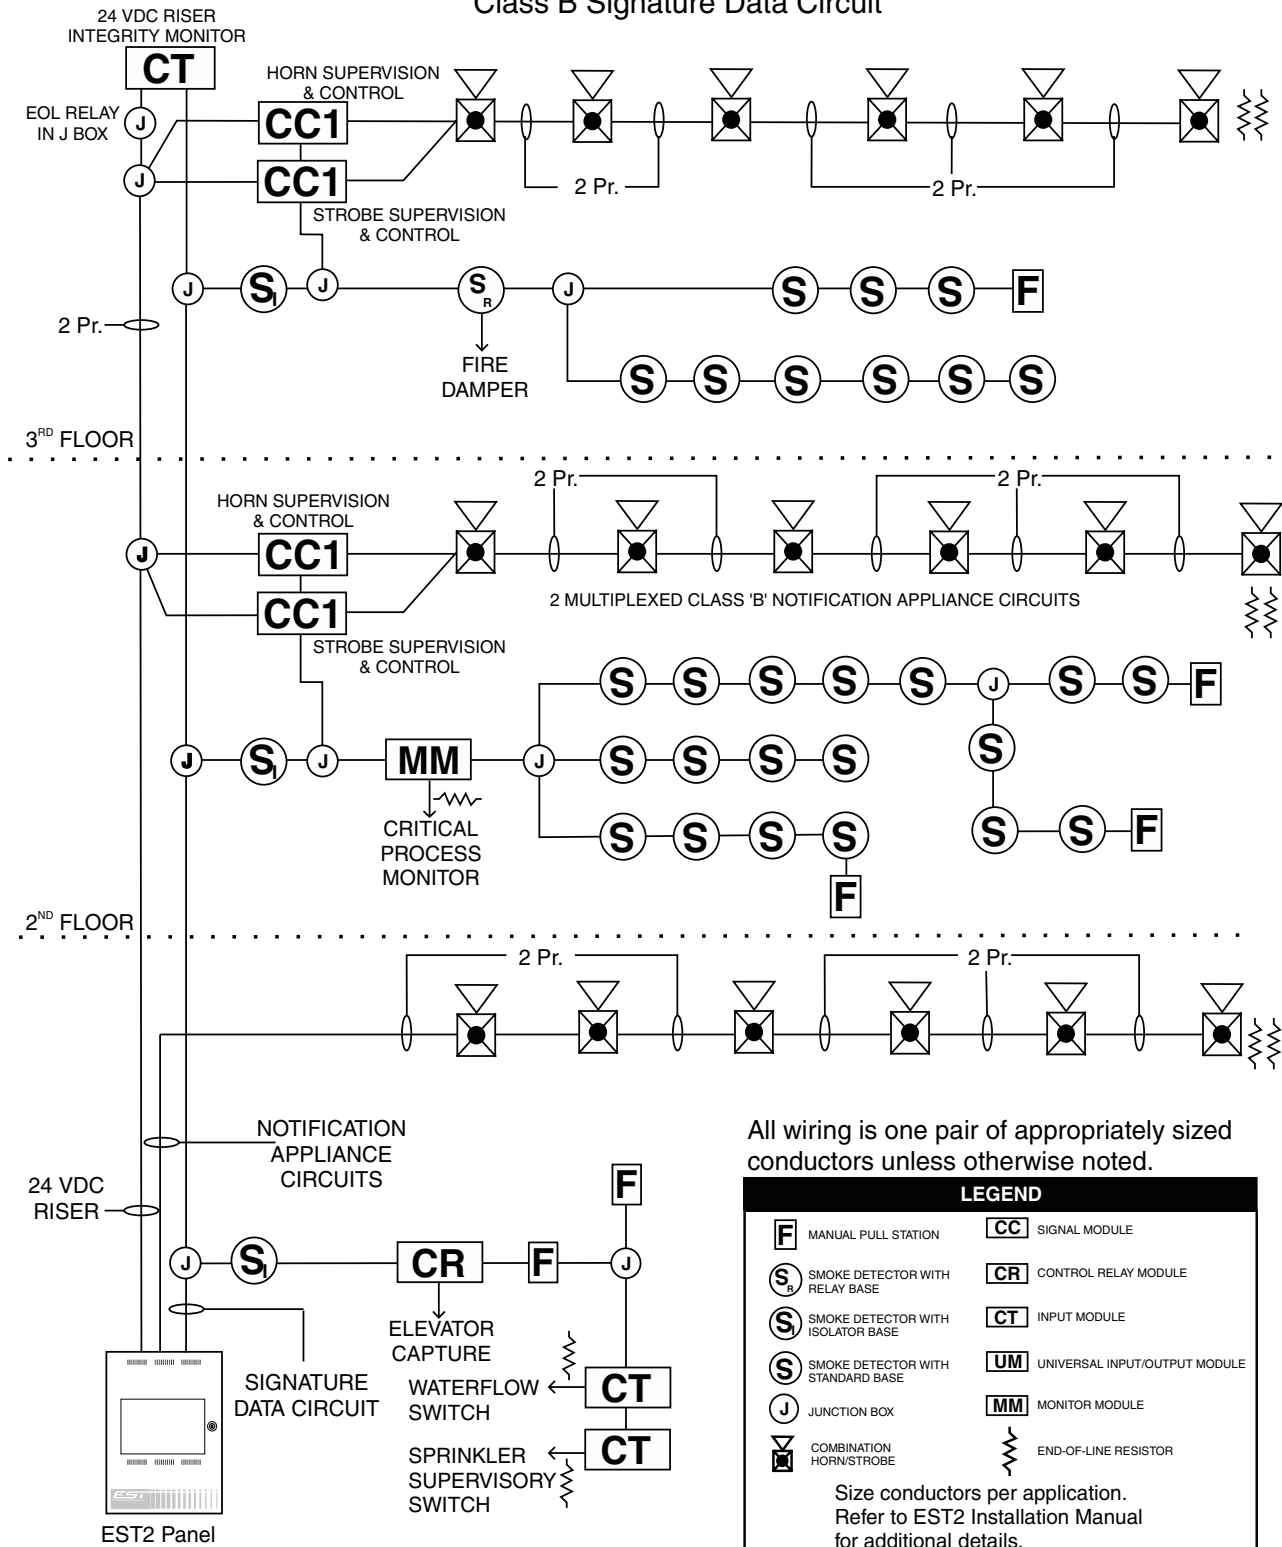 Class B Signature Data Circuit
24 VDC RISER
INTEGRITY MONITOR
CT
EOL RELAY
IN J BOX
J
J
HORN SUPERVISION
& CONTROL
CC1
CC1
STROBE SUPERVISION
& CONTROL
2 Pr.
2 Pr.
J
SI
J
SR
J
S
S
S
F
FIRE
DAMPER
S
S
S
S
S
S
2 Pr.
3RD FLOOR
2 Pr.
2 Pr.
HORN SUPERVISION
& CONTROL
J
CC1
CC1
2 MULTIPLEXED CLASS 'B' NOTIFICATION APPLIANCE CIRCUITS
STROBE SUPERVISION
& CONTROL
S
S
S
S
S
J
S
S
F
J
SI
J
MM
J
S
S
S
S
S
CRITICAL
PROCESS
MONITOR
S
S
S
S
S
S
F
F
2ND FLOOR
2 Pr.
2 Pr.
NOTIFICATION
APPLIANCE
CIRCUITS
24 VDC
RISER
F
J
SI
CR
F
J
ELEVATOR
CAPTURE
SIGNATURE
DATA CIRCUIT
WATERFLOW
SWITCH
CT
SPRINKLER
SUPERVISORY
SWITCH
CT
EST
EST2 Panel
All wiring is one pair of appropriately sized
conductors unless otherwise noted.
LEGEND
F MANUAL PULL STATION
CC SIGNAL MODULE
SR SMOKE DETECTOR WITH
RELAY BASE
CR CONTROL RELAY MODULE
SI SMOKE DETECTOR WITH
ISOLATOR BASE
CT INPUT MODULE
S SMOKE DETECTOR WITH
STANDARD BASE
UM UNIVERSAL INPUT/OUTPUT MODULE
J JUNCTION BOX
MM MONITOR MODULE
COMBINATION
HORN/STROBE
END-OF-LINE RESISTOR
Size conductors per application.
Refer to EST2 Installation Manual
for additional details.